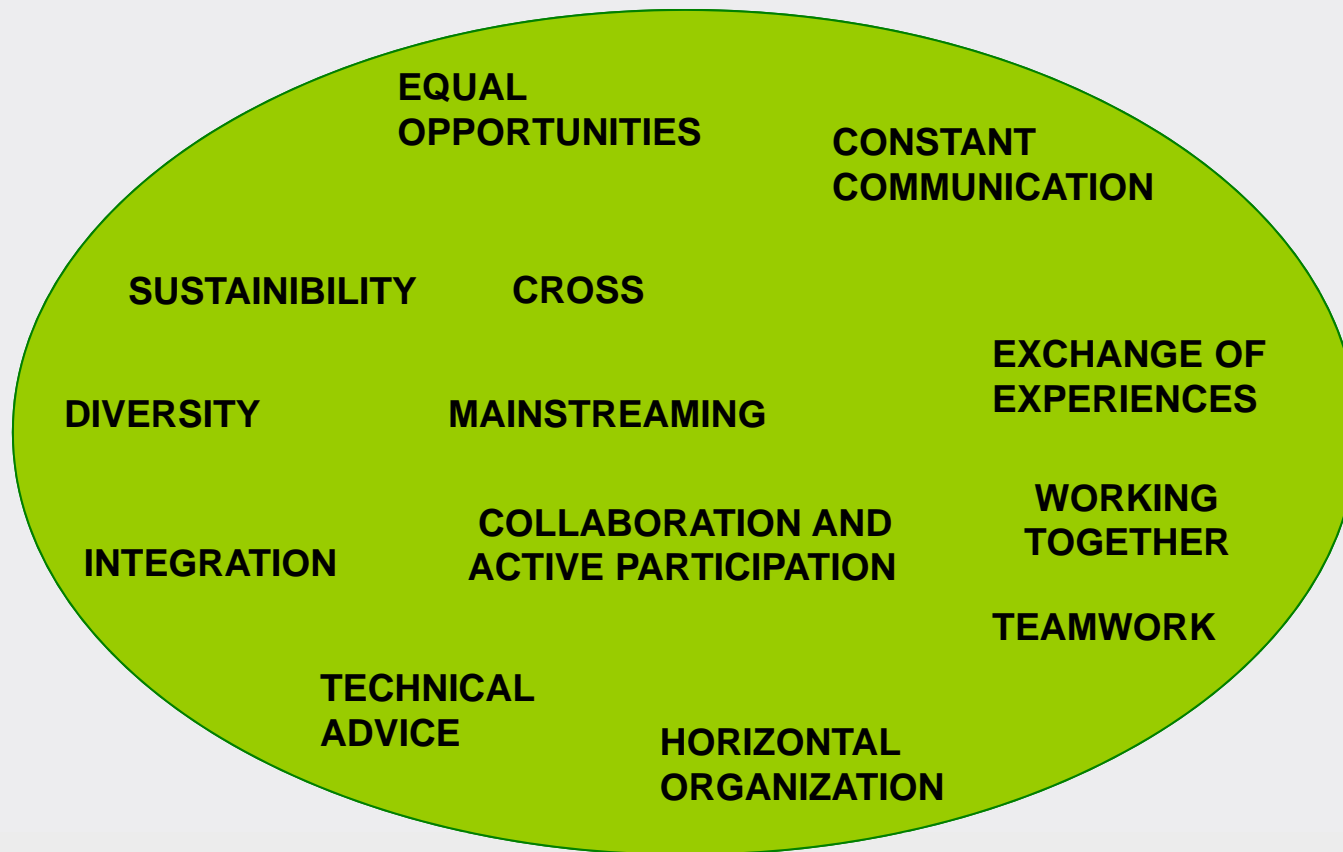 EQUAL
OPPORTUNITIES
CONSTANT
COMMUNICATION
SUSTAINIBILITY
CROSS
EXCHANGE OF
EXPERIENCES
DIVERSITY
MAINSTREAMING
WORKING
TOGETHER
COLLABORATION AND
ACTIVE PARTICIPATION
INTEGRATION
TEAMWORK
TECHNICAL
ADVICE
HORIZONTAL
ORGANIZATION